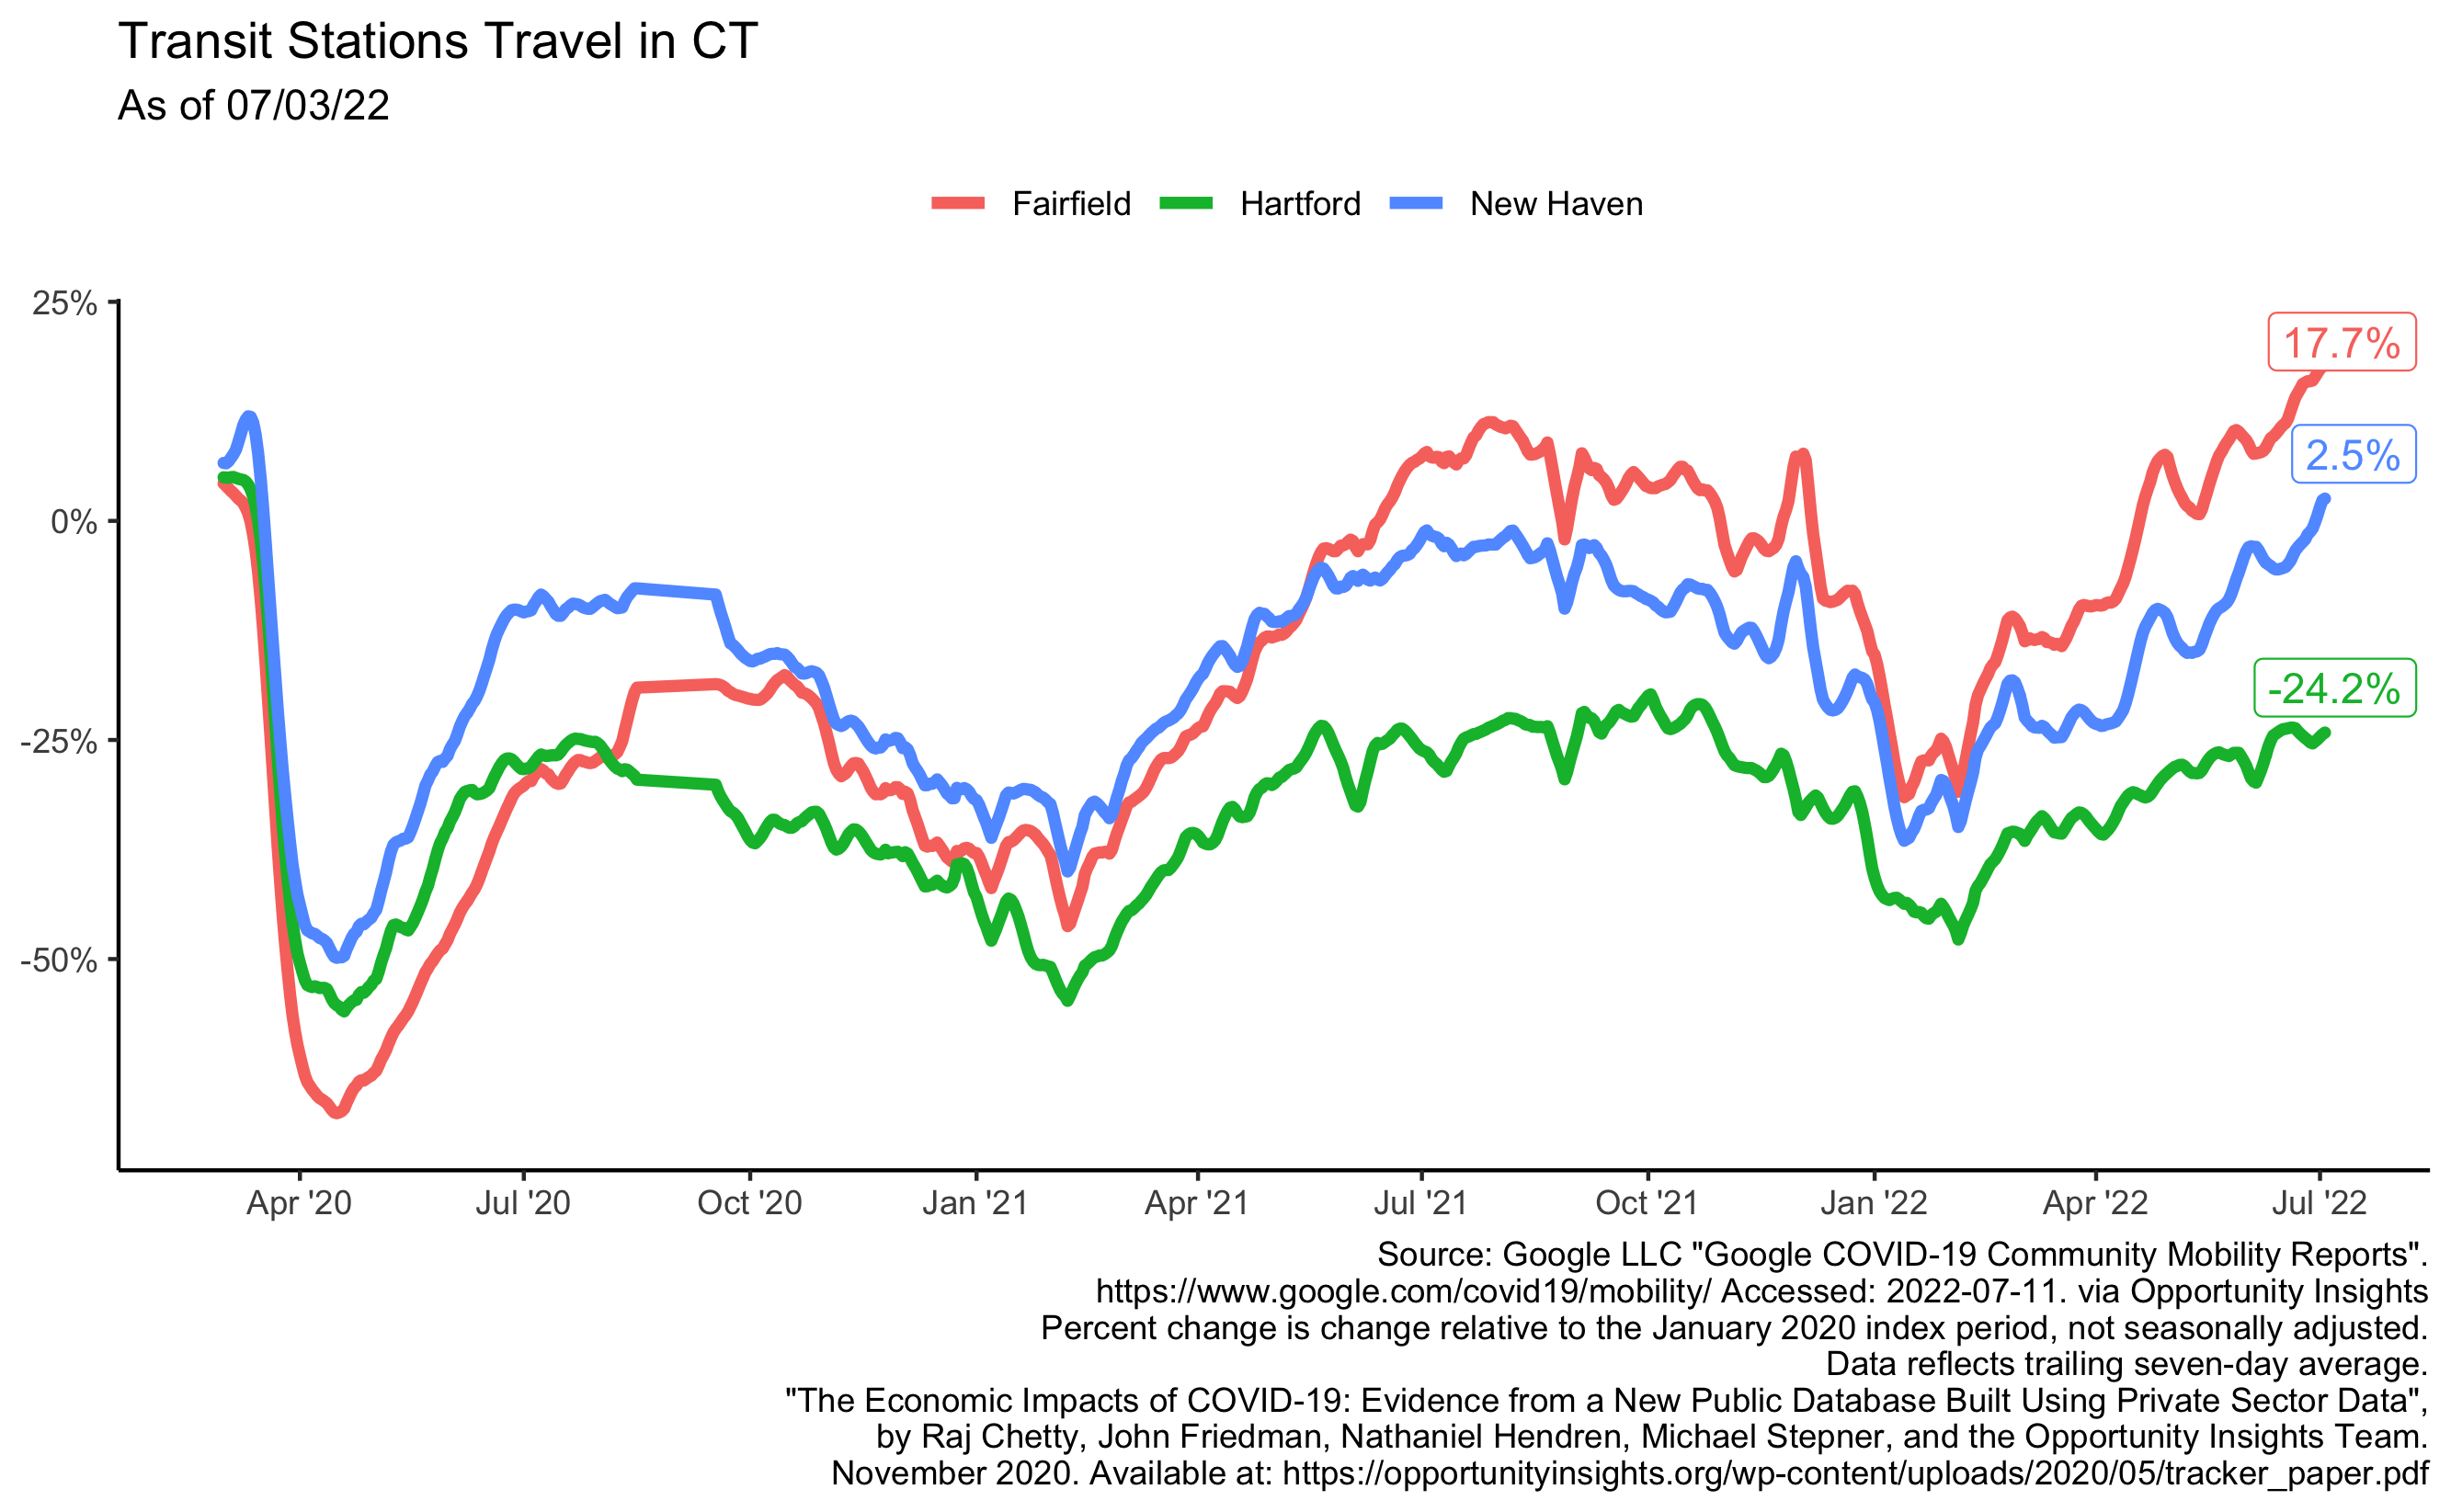 Transit Stations Travel in CT
As of 07/03/22
Fairfield Hartford New Haven
25%
0%
-25%
-50%
17.7%
2.5%
-24.2%
Apr '20 Jul '20 Oct '20 Jan '21 Apr '21 Jul '21 Oct '21 Jan '22 Apr '22 Jul '22
Source: Google LLC "Google COVID-19 Community Mobility Reports".
https://www.google.com/covid19/mobility/ Accessed: 2022-07-11. via Opportunity Insights
Percent change is change relative to the January 2020 index period, not seasonally adjusted.
Data reflects trailing seven-day average.
"The Economic Impacts of COVID-19: Evidence from a New Public Database Built Using Private Sector Data",
by Raj Chetty, John Friedman, Nathaniel Hendren, Michael Stepner, and the Opportunity Insights Team.
November 2020. Available at: https://opportunityinsights.org/wp-content/uploads/2020/05/tracker_paper.pdf